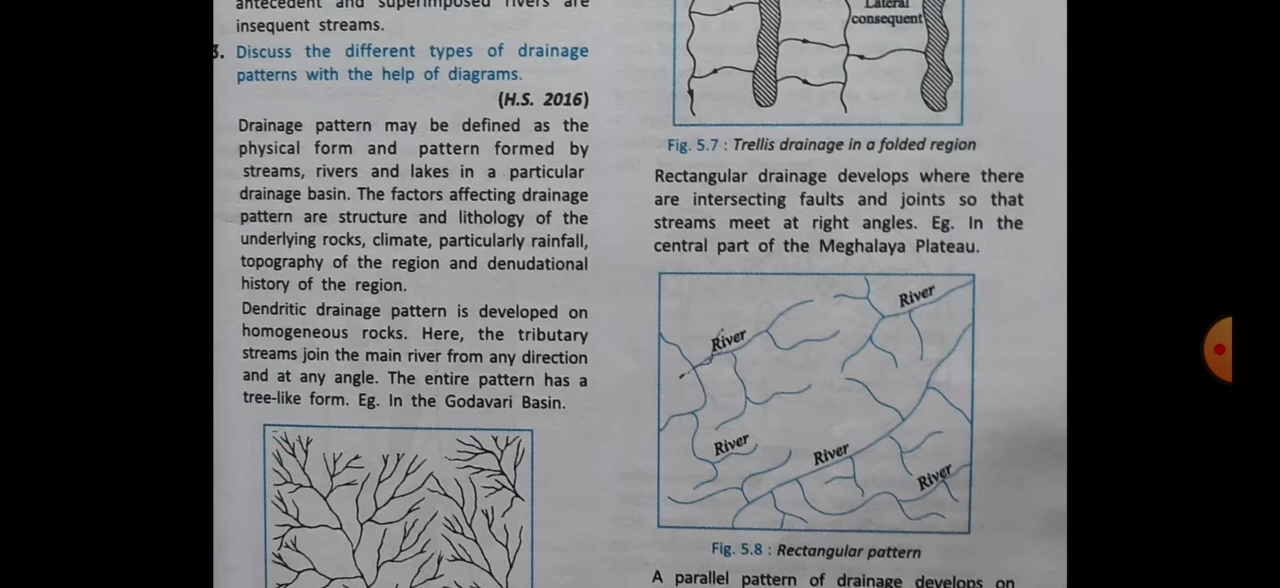 antecedent and superimposed rivers are
insequent streams.
3. Discuss the different types of drainage
patterns with the help of diagrams.
(H.S. 2016)
Drainage pattern may be defined as the
physical form and pattern formed by
streams, rivers and lakes in a particular
drainage basin. The factors affecting drainage
pattern are structure and lithology of the
underlying rocks, climate, particularly rainfall,
topography of the region and denudational
history of the region.
Dendritic drainage pattern is developed on
homogeneous rocks. Here, the tributary
streams join the main river from any direction
and at any angle. The entire pattern has a
tree-like form. Eg. In the Godavari Basin.
Lateral
consequent
Fig. 5.7 : Trellis drainage in a folded region
Rectangular drainage develops where there
are intersecting faults and joints so that
streams meet at right angles. Eg. In the
central part of the Meghalaya Plateau.
River
River
River
River
River
Fig. 5.8 : Rectangular pattern
A parallel pattern of drainage develops on